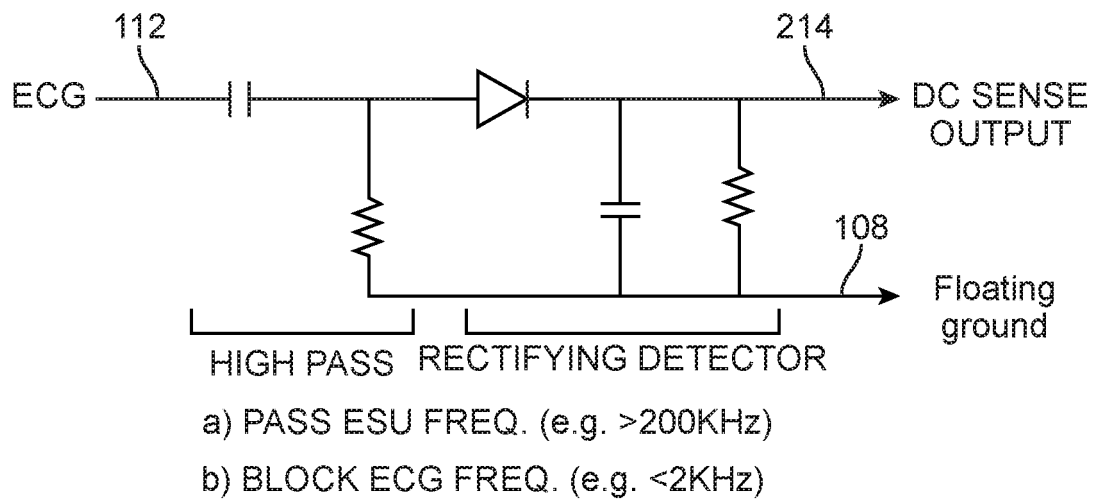 112
214
ECG
DC SENSE
OUTPUT
108
Floating
ground
HIGH PASS
RECTIFYING DETECTOR
a) PASS ESU FREQ. (e.g. >200KHz)
b) BLOCK ECG FREQ. (e.g. <2KHz)